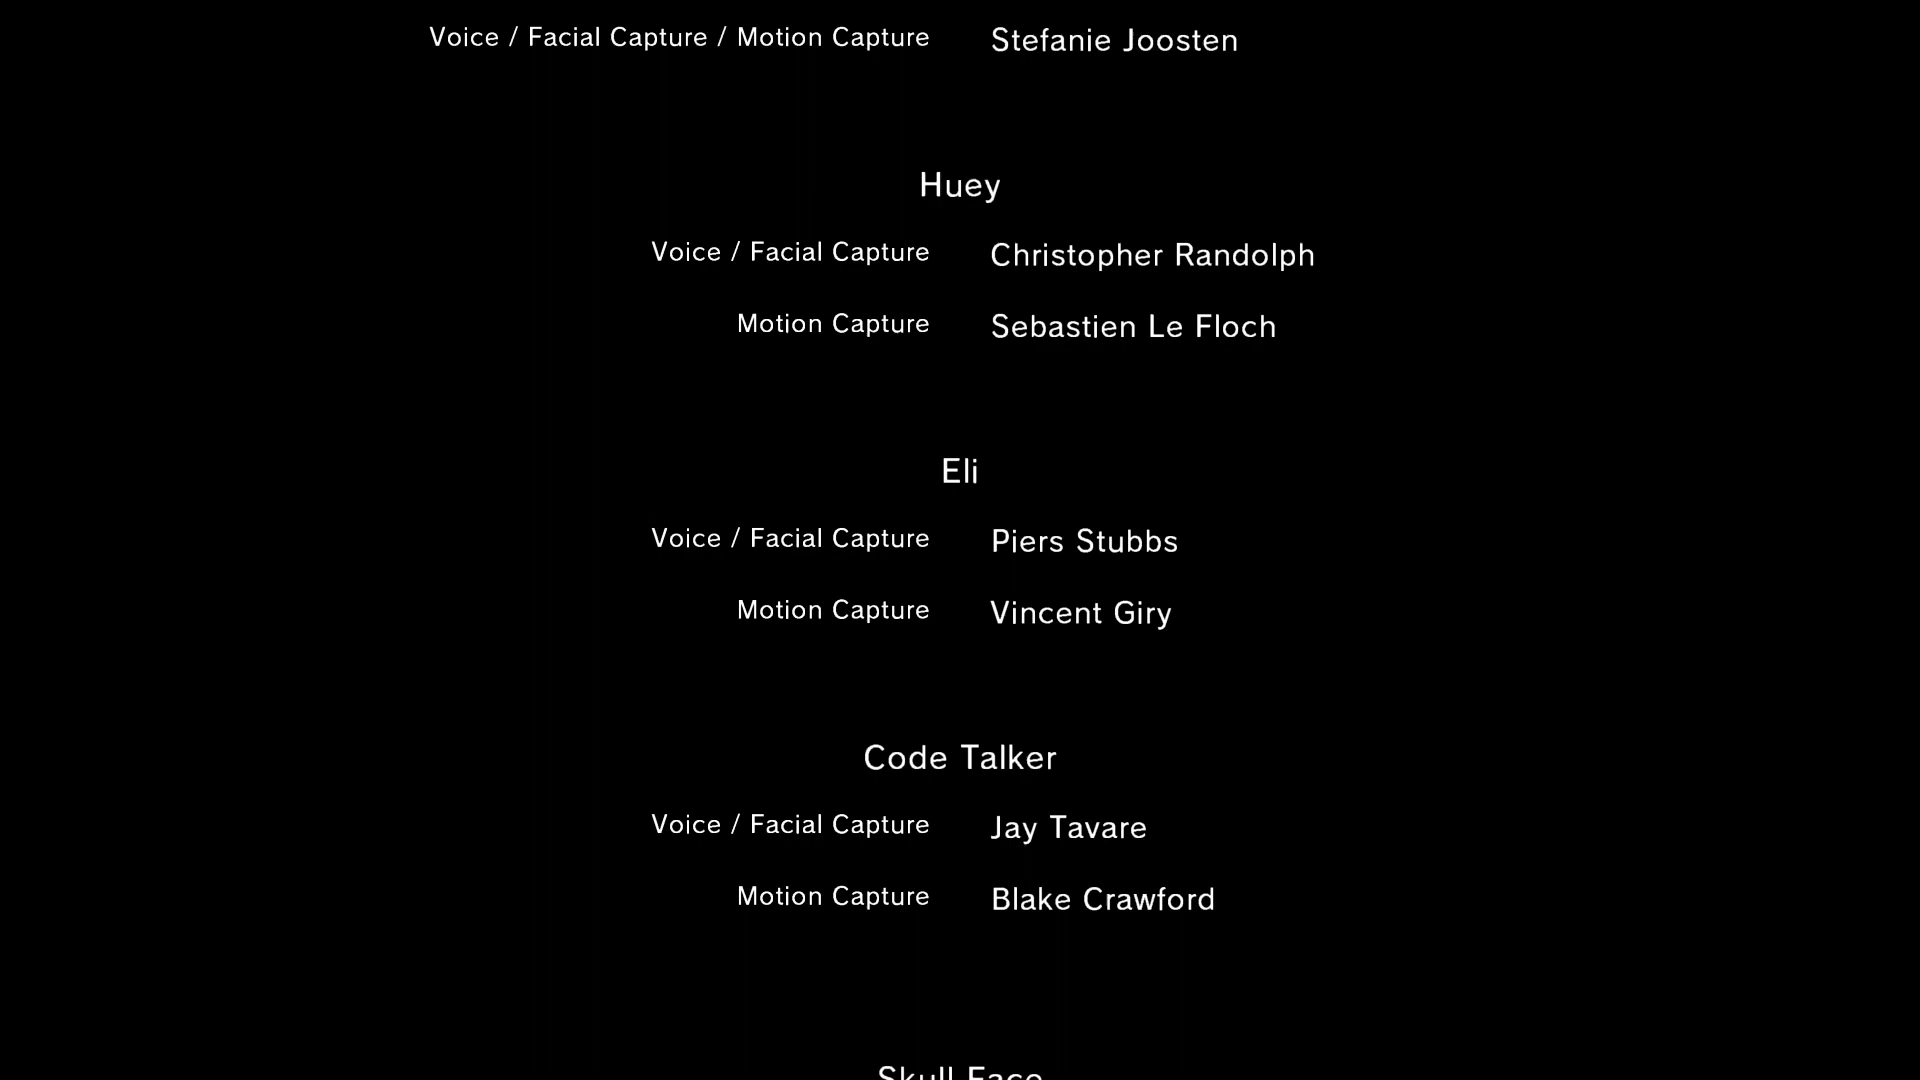 Voice / Facial Capture / Motion Capture Stefanie Joosten
Huey
Voice / Facial Capture Christopher Randolph
Motion Capture Sebastien Le Floch
Eli
Voice / Facial Capture Piers Stubbs
Motion Capture Vincent Giry
Code Talker
Voice / Facial Capture Jay Tavare
Motion Capture Blake Crawford
Skull Face